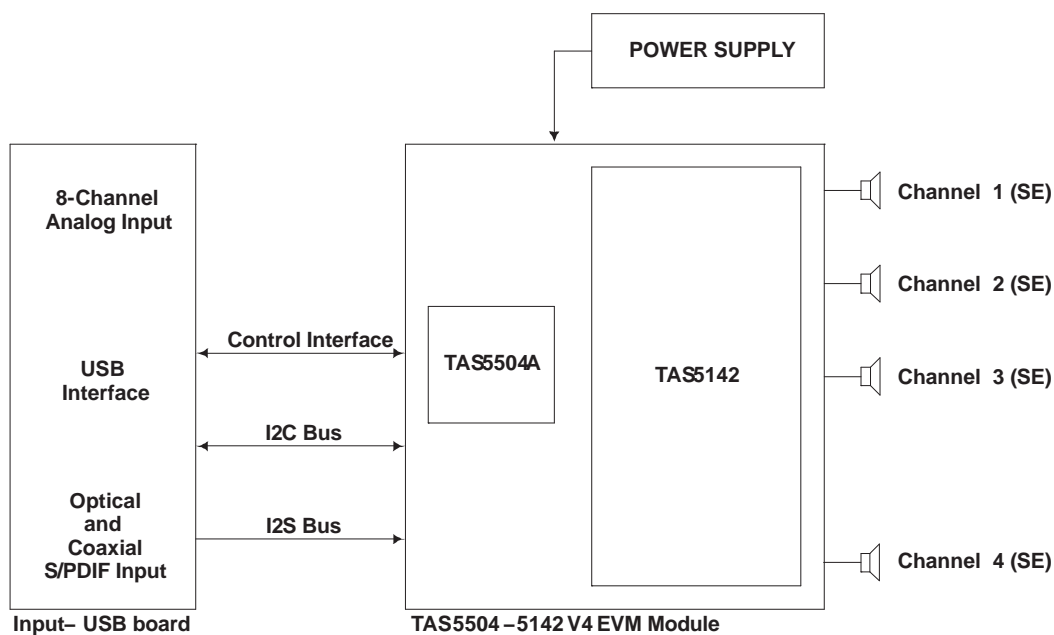 POWER SUPPLY
8-Channel
Analog Input
USB
Interface
Optical
and
Coaxial
S/PDIF Input
Input– USB board
Control Interface
I2C Bus
I2S Bus
TAS5504A
TAS5142
TAS5504 –5142 V4 EVM Module
Channel 1 (SE)
Channel 2 (SE)
Channel 3 (SE)
Channel 4 (SE)